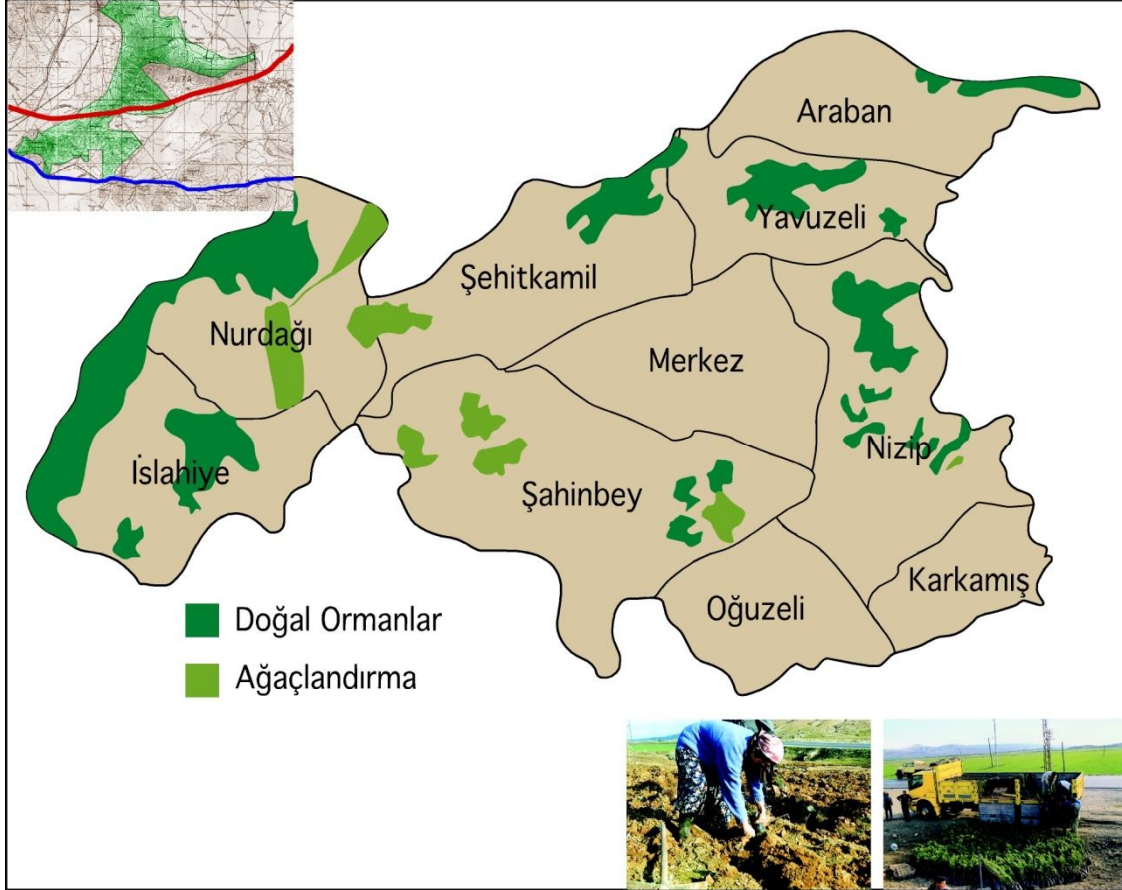 Araban
Yavuzeli
Şehitkamil
Nurdağı
Merkez
Nizip
İslahiye
Şahinbey
Karkamış
Oğuzeli
Doğal Ormanlar
Ağaçlandırma